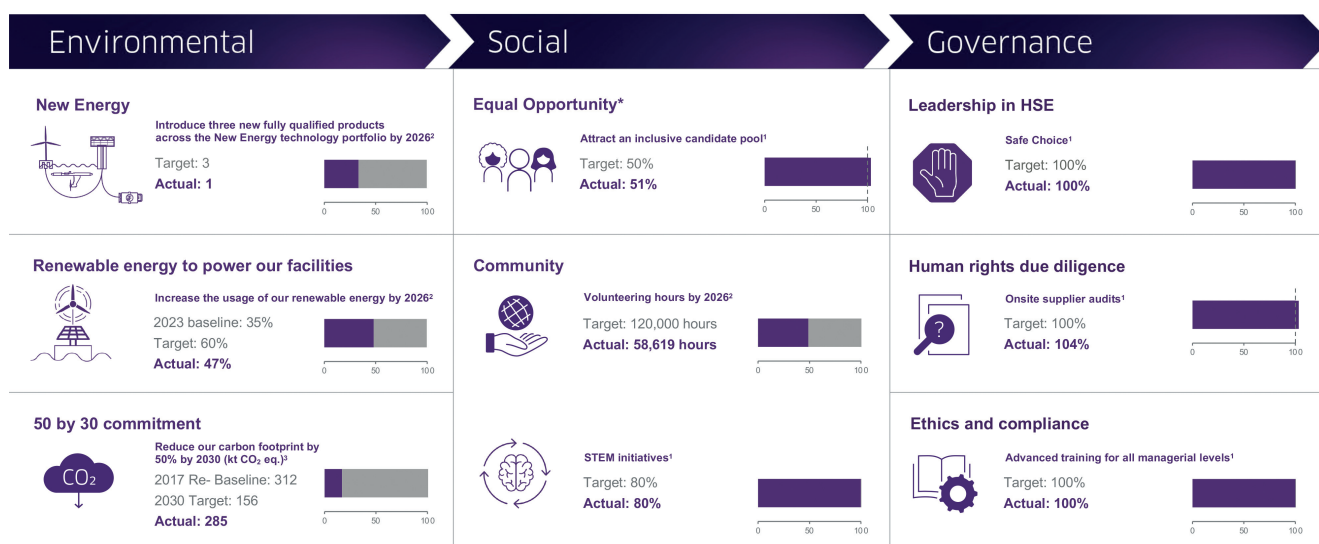 Environmental
Social
Governance
New Energy
Introduce three new fully qualified products
across the New Energy technology portfolio by 2026²
Target: 3
Actual: 1
0 50 100
Renewable energy to power our facilities
Increase the usage of our renewable energy by 2026²
2023 baseline: 35%
Target: 60%
Actual: 47%
0 50 100
50 by 30 commitment
Reduce our carbon footprint by
50% by 2030 (kt CO₂ eq.)³
CO₂
2017 Re- Baseline: 312
2030 Target: 156
Actual: 285
0 50 100
Equal Opportunity*
Attract an inclusive candidate pool¹
Target: 50%
Actual: 51%
0 50 100
Community
Volunteering hours by 2026²
Target: 120,000 hours
Actual: 58,619 hours
0 50 100
STEM initiatives¹
Target: 80%
Actual: 80%
0 50 100
Leadership in HSE
Safe Choice¹
Target: 100%
Actual: 100%
0 50 100
Human rights due diligence
Onsite supplier audits¹
?
Target: 100%
Actual: 104%
0 50 100
Ethics and compliance
Advanced training for all managerial levels¹
Target: 100%
Actual: 100%
0 50 100